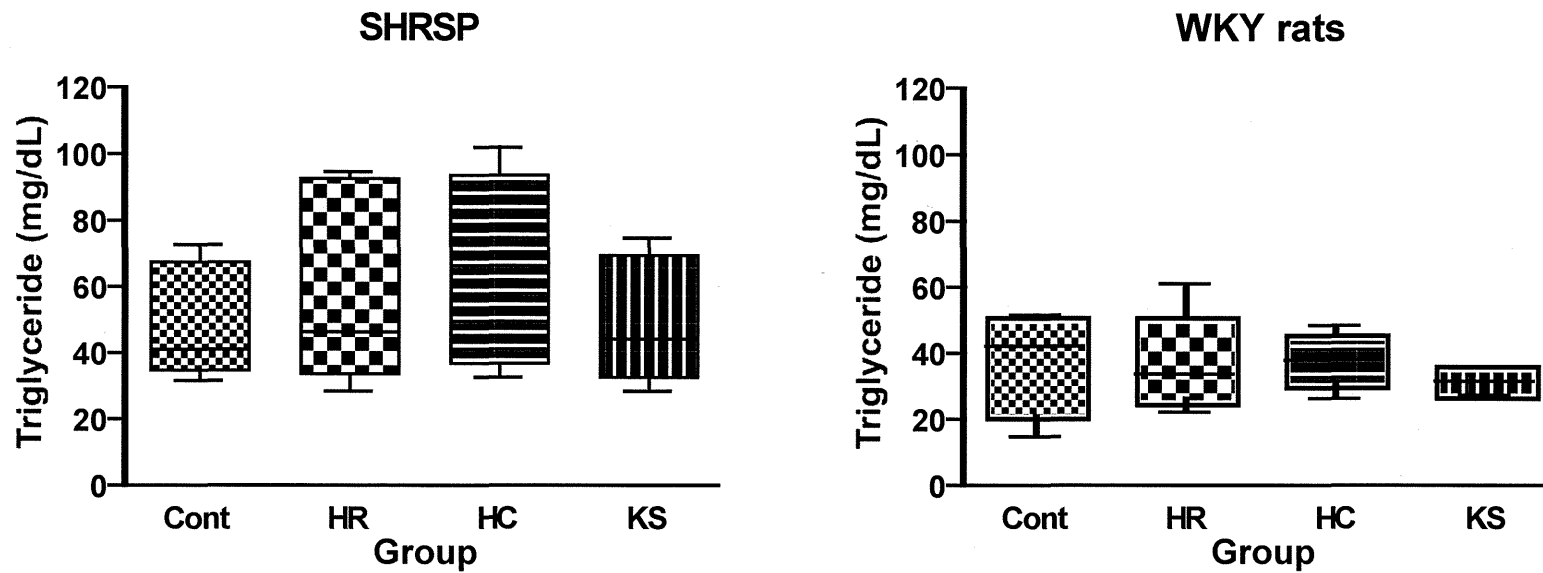 SHRSP
Triglyceride (mg/dL)
120
100
80
60
40
20
0
Cont HR HC KS
Group
WKY rats
Triglyceride (mg/dL)
120
100
80
60
40
20
0
Cont HR HC KS
Group